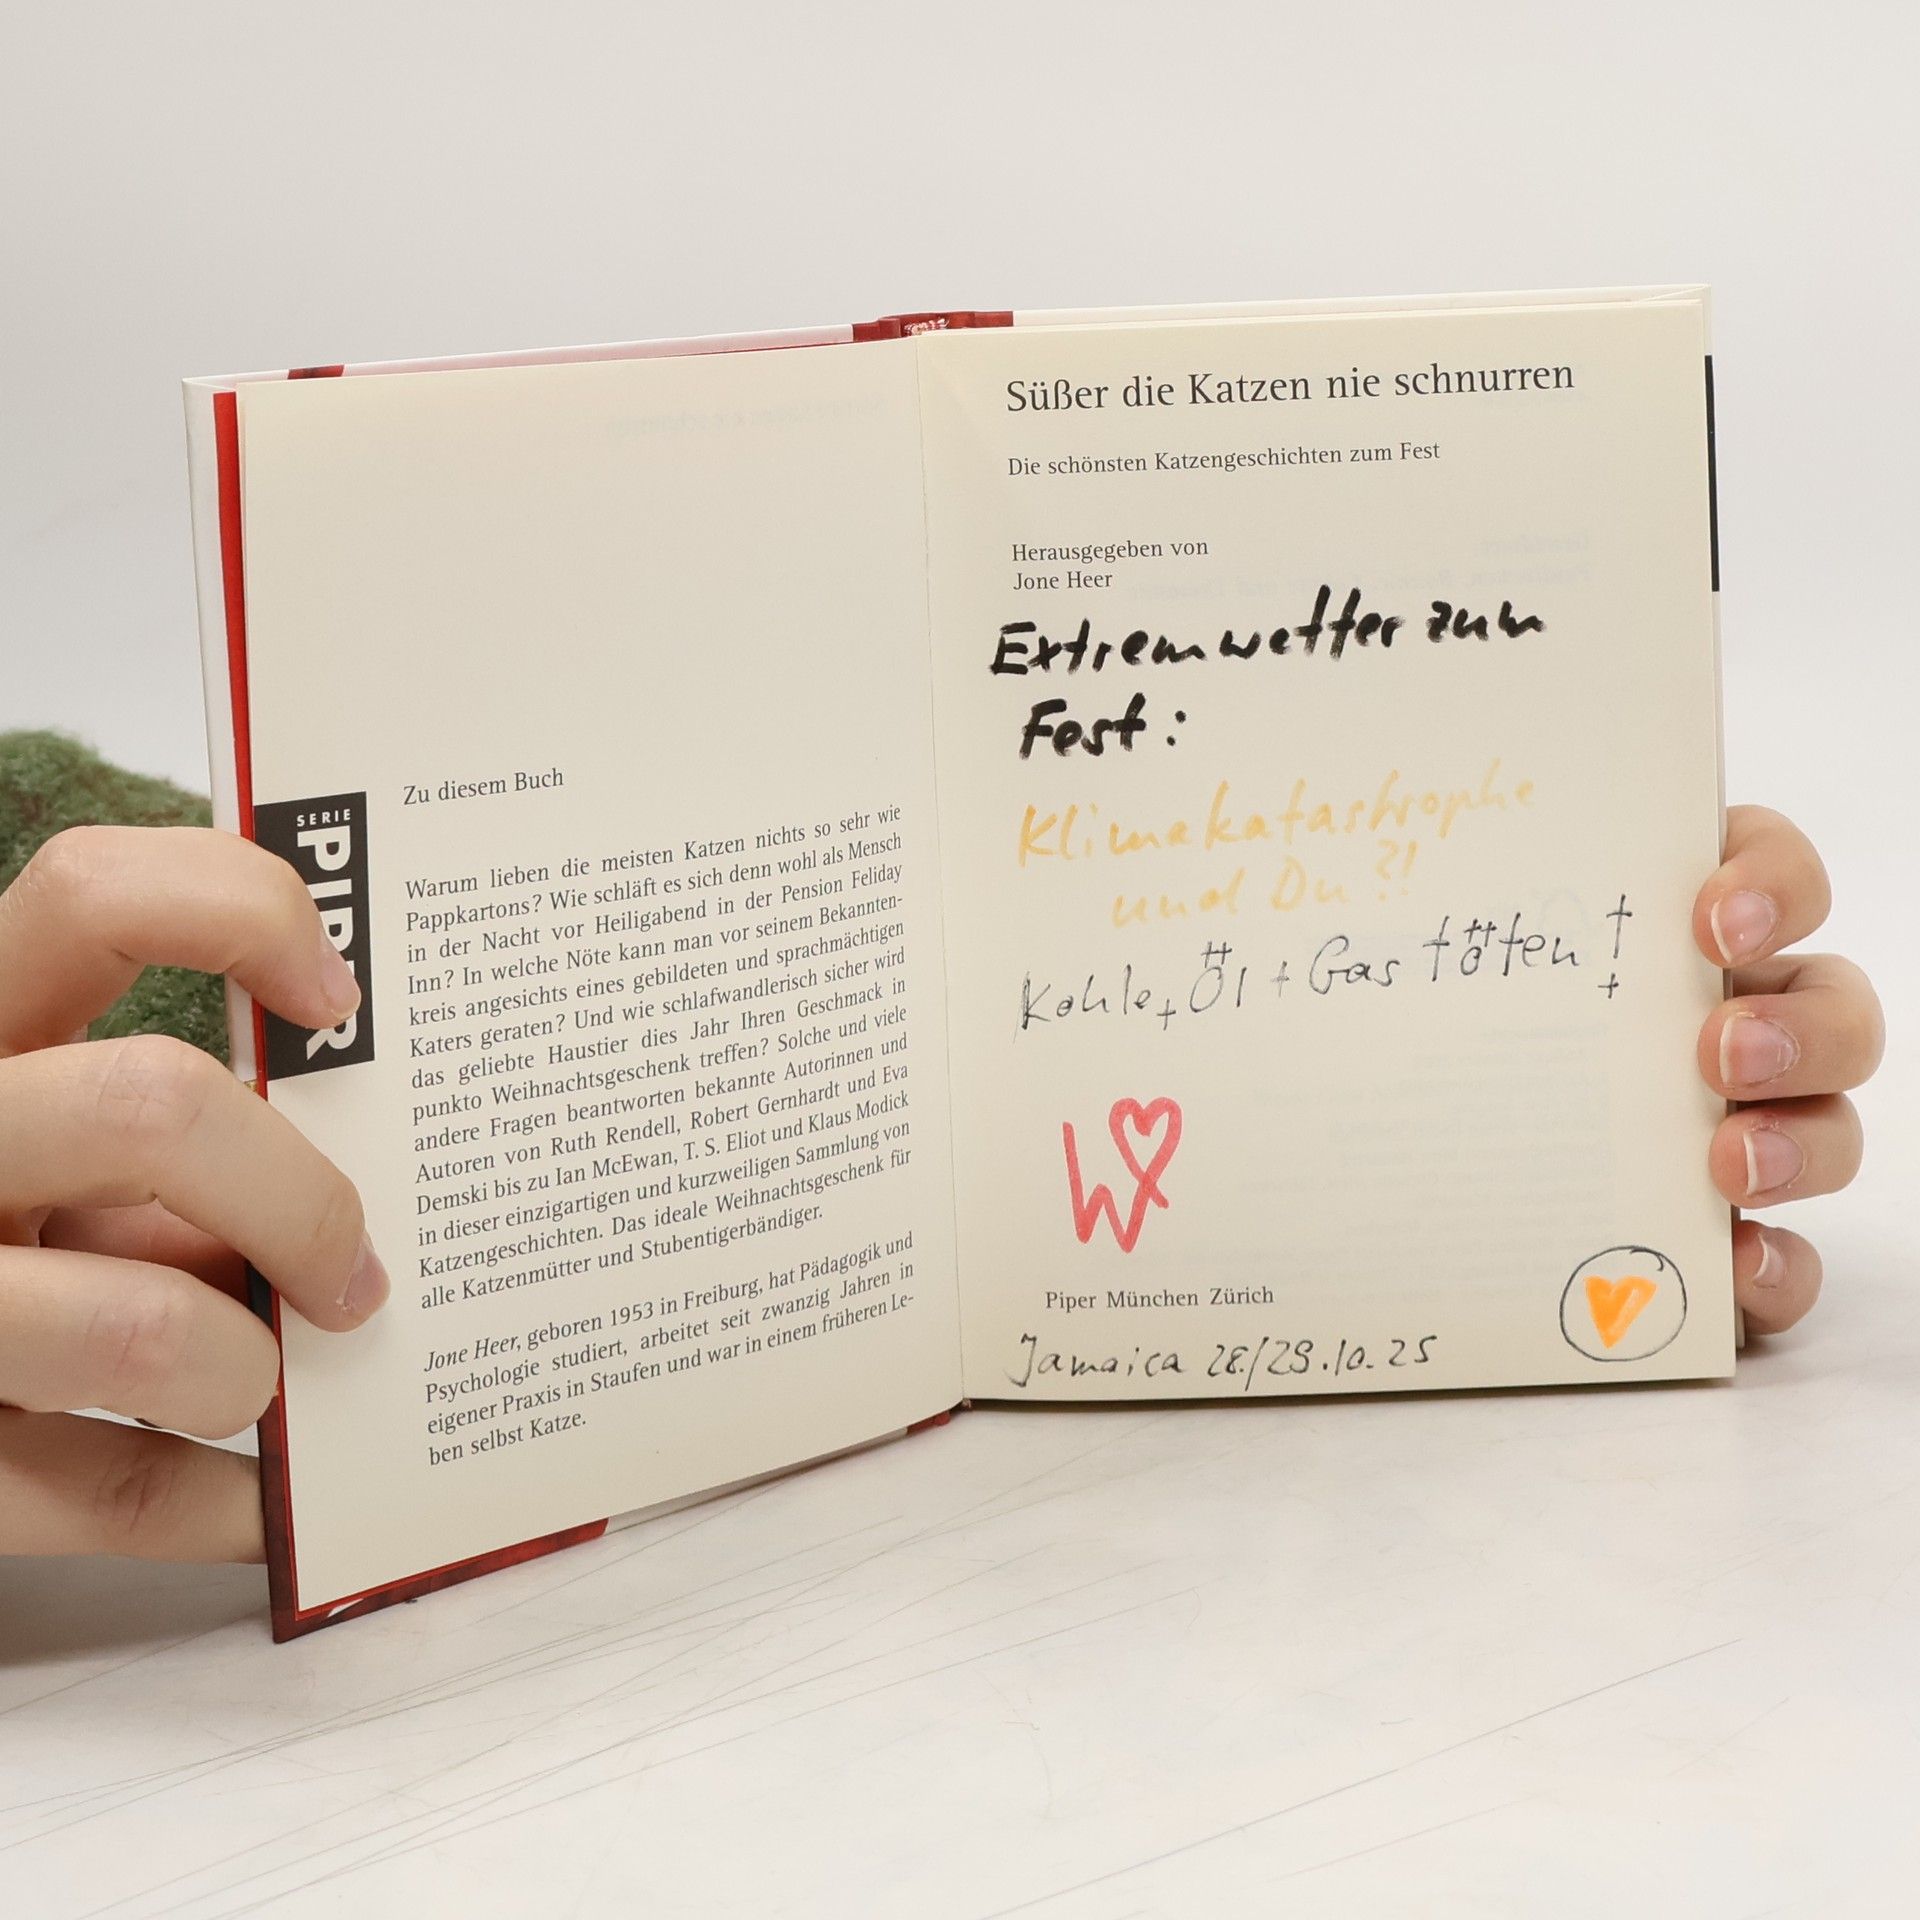 SERIE
PIPER
Zu diesem Buch
Warum lieben die meisten Katzen nichts so sehr wie
Pappkartons? Wie schläft es sich denn wohl als Mensch
in der Nacht vor Heiligabend in der Pension Feliday
Inn? In welche Nöte kann man vor seinem Bekannten-
kreis angesichts eines gebildeten und sprachmächtigen
Katers geraten? Und wie schlafwandlerisch sicher wird
das geliebte Haustier dies Jahr Ihren Geschmack in
punkto Weihnachtsgeschenk treffen? Solche und viele
andere Fragen beantworten bekannte Autorinnen und
Autoren von Ruth Rendell, Robert Gernhardt und Eva
Demski bis zu Ian McEwan, T. S. Eliot und Klaus Modick
in dieser einzigartigen und kurzweiligen Sammlung von
Katzengeschichten. Das ideale Weihnachtsgeschenk für
alle Katzenmütter und Stubentigerbändiger.
Jone Heer, geboren 1953 in Freiburg, hat Pädagogik und
Psychologie studiert, arbeitet seit zwanzig Jahren in
eigener Praxis in Staufen und war in einem früheren Le-
ben selbst Katze.
Süßer die Katzen nie schnurren
Die schönsten Katzengeschichten zum Fest
Herausgegeben von
Jone Heer
Extremwetter zum
Fest:
Klimakatastrophe
und Du?!
Kohle + Öl + Gas töten!
Piper München Zürich
Jamaica 28./29.10.25